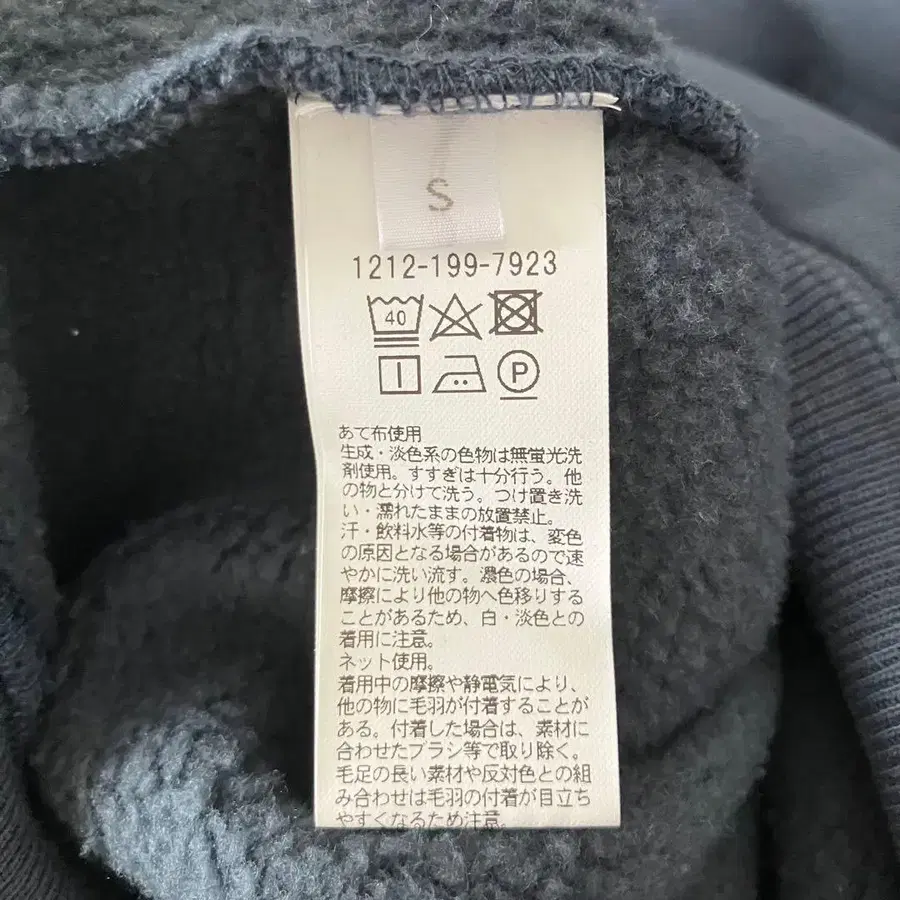 S
1212-199-7923
40
P
あて布使用
生成・淡色系の色物は無蛍光洗
剤使用。すすぎは十分行う。他
の物と分けて洗う。つけ置き洗
い・濡れたままの放置禁止。
汗・飲料水等の付着物は、変色
の原因となる場合があるので速
やかに洗い流す。濃色の場合、
摩擦により他の物へ色移りする
ことがあるため、白・淡色との
着用に注意。
ネット使用。
着用中の摩擦や静電気により、
他の物に毛羽が付着することが
ある。付着した場合は、素材に
合わせたブラシ等で取り除く。
毛足の長い素材や反対色との組
み合わせは毛羽の付着が目立ち
やすくなるため注意。